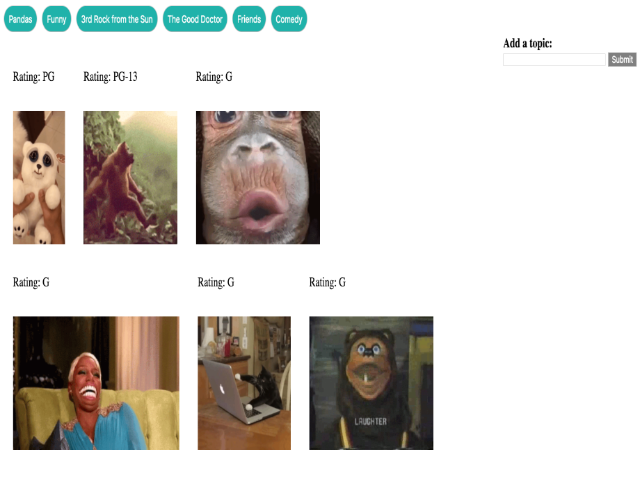 Pandas Funny 3rd Rock from the Sun The Good Doctor Friends Comedy
Add a topic:
Submit
Rating: PG Rating: PG-13 Rating: G
Rating: G Rating: G Rating: G
LAUGHTER